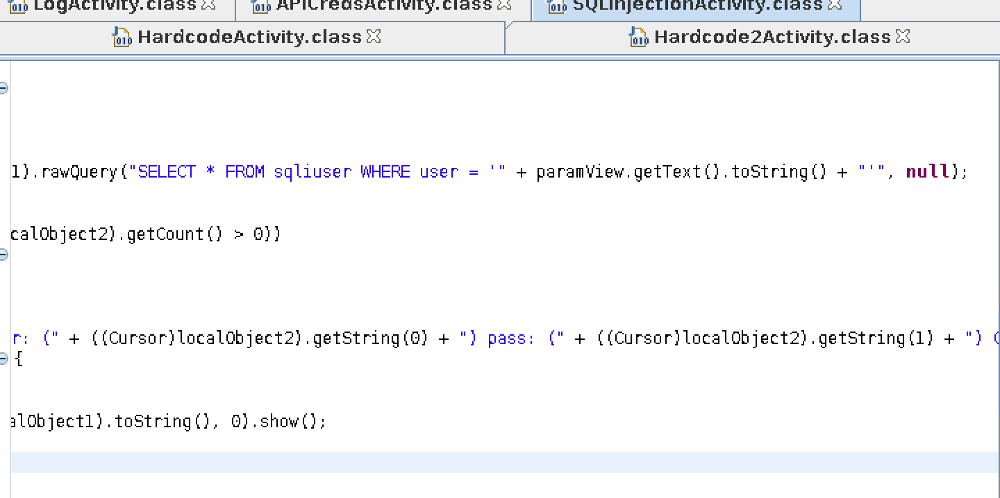 LogActivity.class APICredsActivity.class SQLInjectionActivity.class
HardcodeActivity.class Hardcode2Activity.class
1).rawQuery("SELECT * FROM sqliuser WHERE user = '" + paramView.getText().toString() + "'", null);
calObject2).getCount() > 0))
r: (" + ((Cursor)localObject2).getString(0) + ") pass: (" + ((Cursor)localObject2).getString(1) + ") 
{
alObject1).toString(), 0).show();